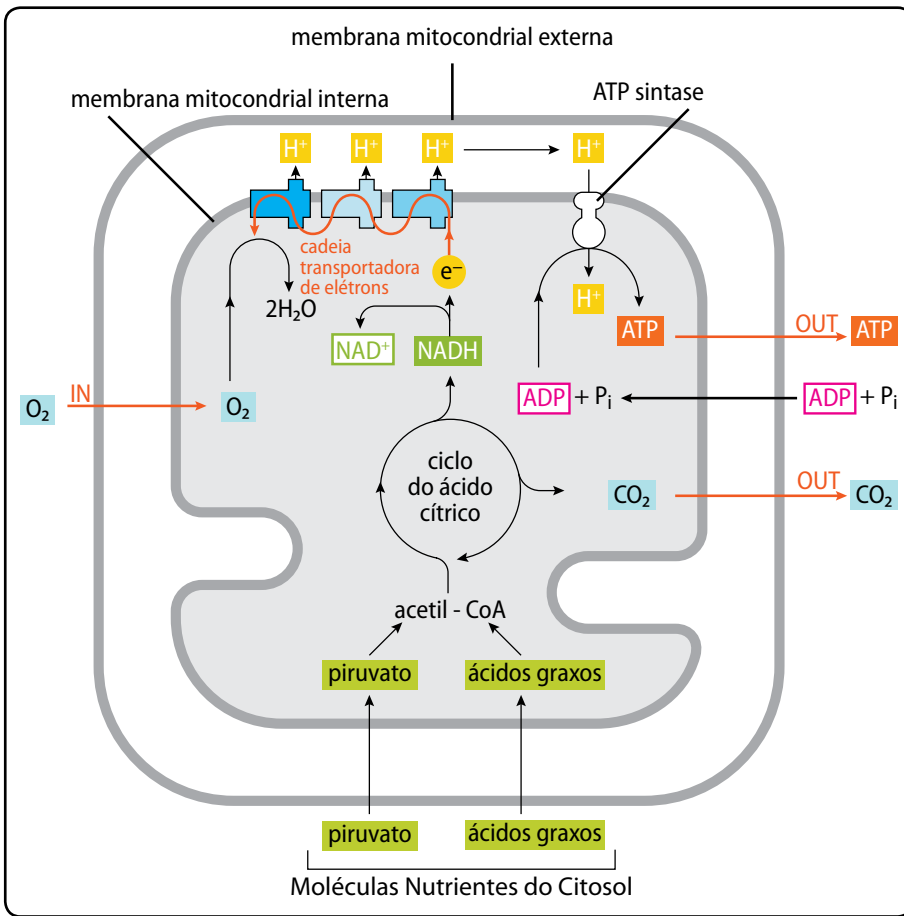 membrana mitocondrial externa
membrana mitocondrial interna
ATP sintase
H⁺ H⁺ H⁺ H⁺
cadeia
transportadora
de elétrons
e⁻
2H₂O
H⁺
NAD⁺ NADH
ATP OUT ATP
O₂ IN O₂
ADP + Pᵢ ADP + Pᵢ
ciclo
do ácido
cítrico
CO₂ OUT CO₂
acetil - CoA
piruvato ácidos graxos
piruvato ácidos graxos
Moléculas Nutrientes do Citosol